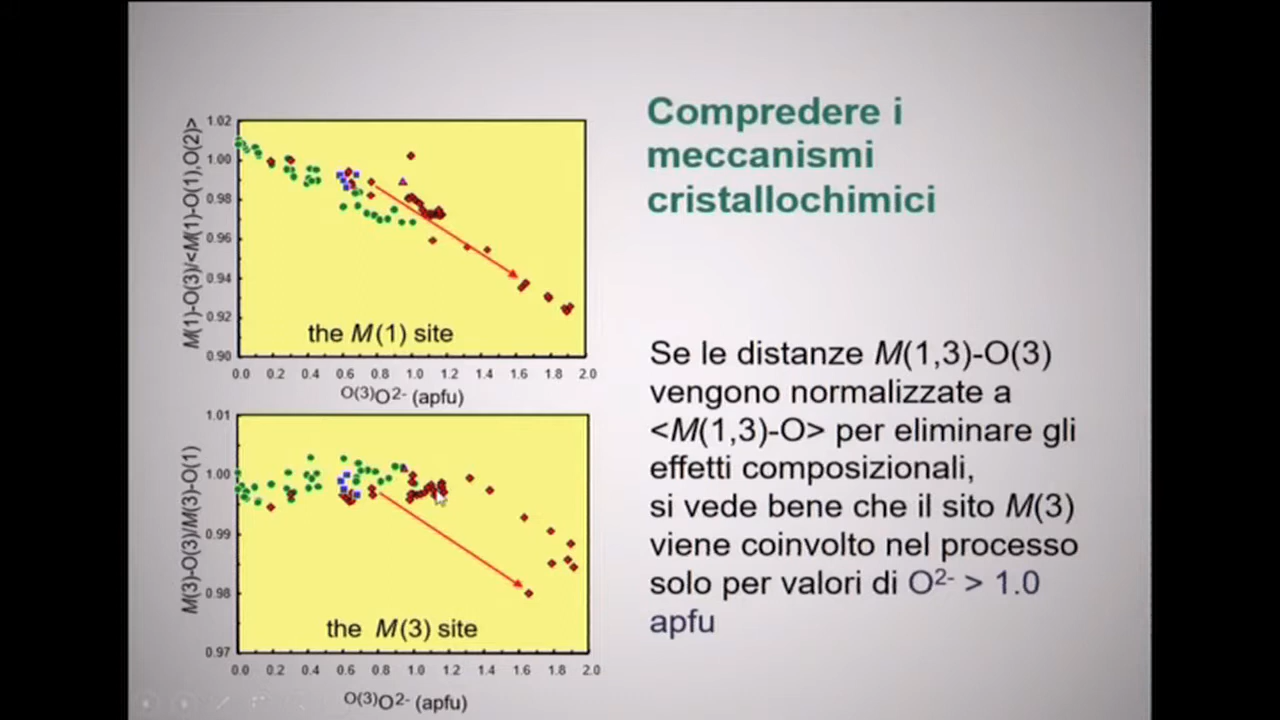 Compredere i
meccanismi
cristallochimici
1.02
1.00
0.98
0.96
0.94
0.92
0.90
M(1)-O(3)/<M(1)-O(1),O(2)>
the M(1) site
0.0 0.2 0.4 0.6 0.8 1.0 1.2 1.4 1.6 1.8 2.0
O(3)O2- (apfu)
1.01
1.00
0.99
0.98
0.97
M(3)-O(3)/M(3)-O(1)
the M(3) site
0.0 0.2 0.4 0.6 0.8 1.0 1.2 1.4 1.6 1.8 2.0
O(3)O2- (apfu)
Se le distanze M(1,3)-O(3)
vengono normalizzate a
<M(1,3)-O> per eliminare gli
effetti composizionali,
si vede bene che il sito M(3)
viene coinvolto nel processo
solo per valori di O2- > 1.0
apfu